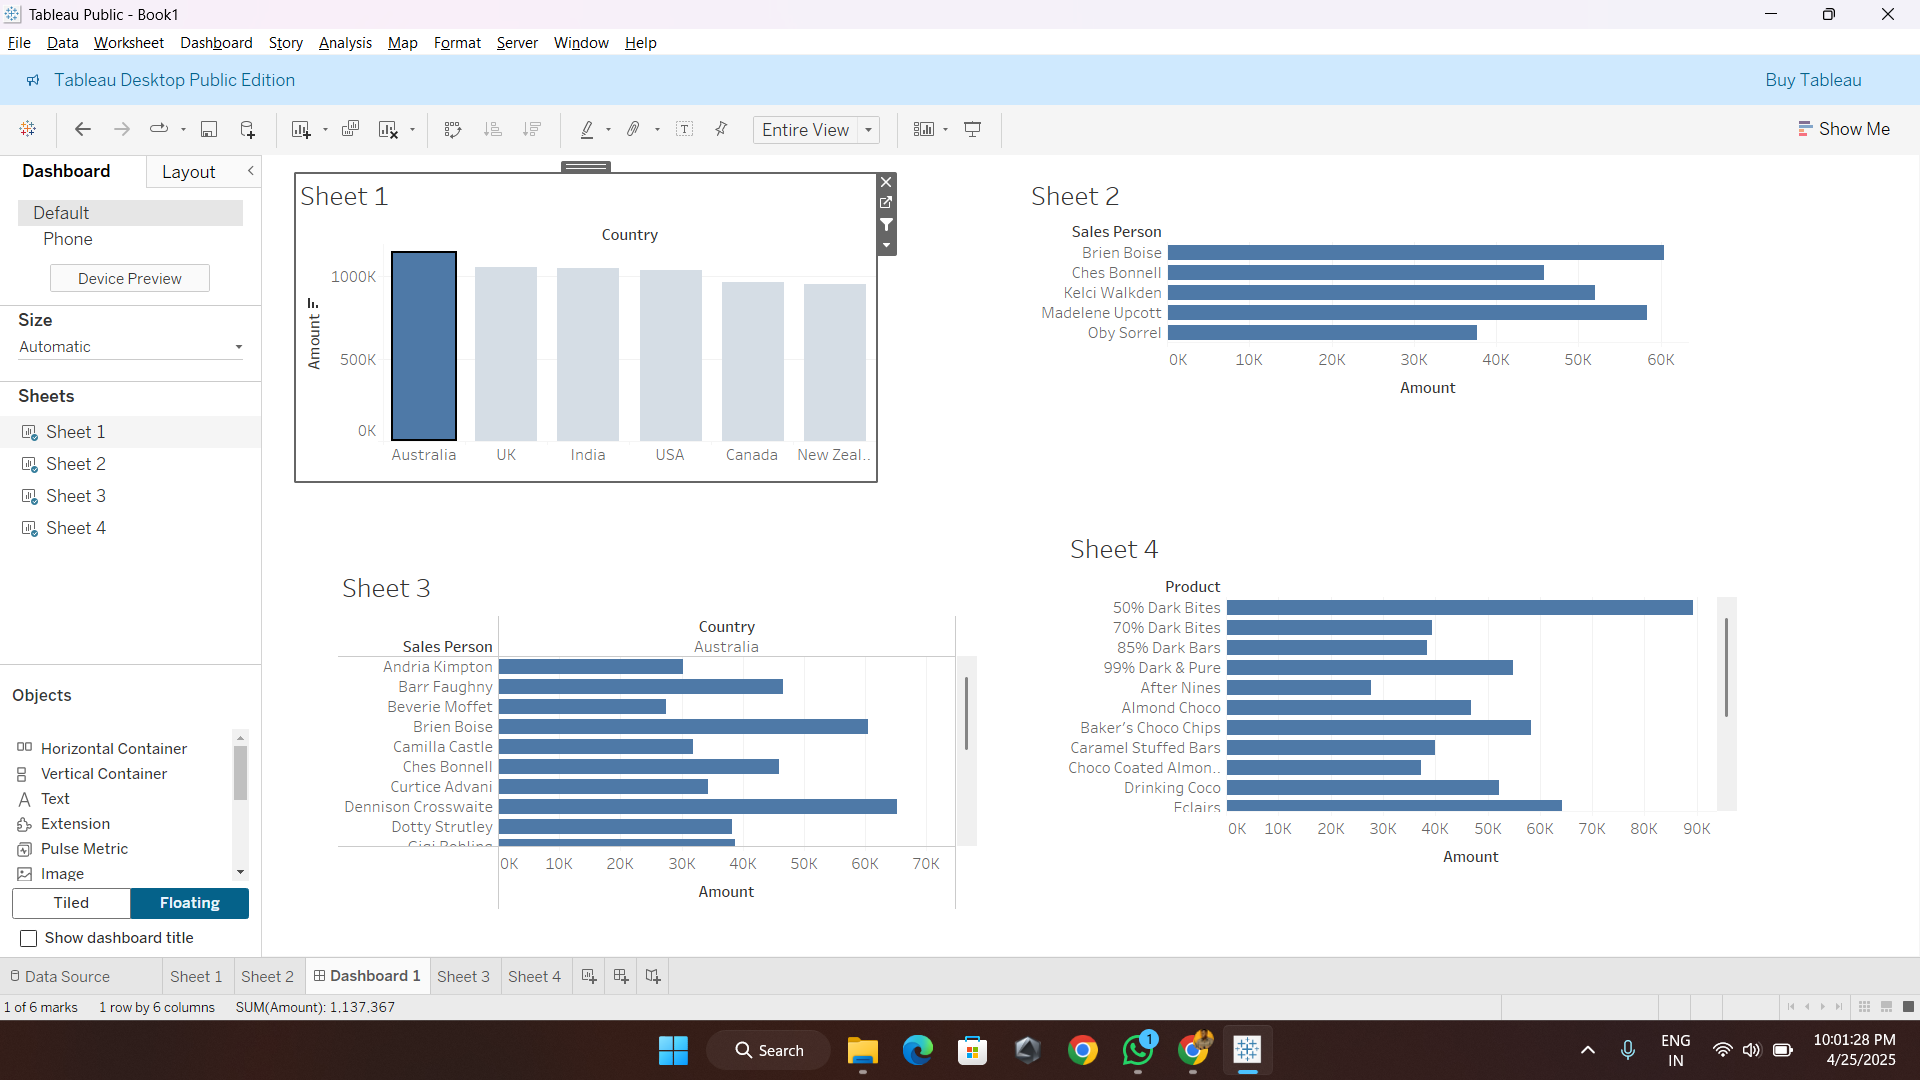 Tableau Public - Book1
File Data Worksheet Dashboard Story Analysis Map Format Server Window Help
Tableau Desktop Public Edition
Buy Tableau
Entire View
Show Me
Dashboard
Layout
Default
Phone
Device Preview
Size
Automatic
Sheets
Sheet 1
Sheet 2
Sheet 3
Sheet 4
Objects
Horizontal Container
Vertical Container
Text
Extension
Pulse Metric
Image
Tiled
Floating
Show dashboard title
Sheet 1
Country
Amount
1000K
500K
0K
Australia UK India USA Canada New Zeal..
Sheet 2
Sales Person
Brien Boise
Ches Bonnell
Kelci Walkden
Madelene Upcott
Oby Sorrel
0K 10K 20K 30K 40K 50K 60K
Amount
Sheet 3
Country
Sales Person
Australia
Andria Kimpton
Barr Faughny
Beverie Moffet
Brien Boise
Camilla Castle
Ches Bonnell
Curtice Advani
Dennison Crosswaite
Dotty Strutley
0K 10K 20K 30K 40K 50K 60K 70K
Amount
Sheet 4
Product
50% Dark Bites
70% Dark Bites
85% Dark Bars
99% Dark & Pure
After Nines
Almond Choco
Baker's Choco Chips
Caramel Stuffed Bars
Choco Coated Almon..
Drinking Coco
Eclairs
0K 10K 20K 30K 40K 50K 60K 70K 80K 90K
Amount
Data Source Sheet 1 Sheet 2 Dashboard 1 Sheet 3 Sheet 4
1 of 6 marks 1 row by 6 columns SUM(Amount): 1,137,367
Search
1
ENG
IN
10:01:28 PM
4/25/2025